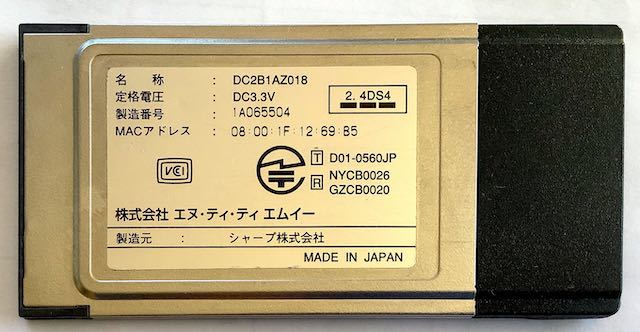 名　称 : DC2B1AZ018
定格電圧 : DC3.3V
2.4DS4
製造番号 : 1A065504
MACアドレス : 08:00:1F:12:69:B5
VCI
T D01-0560JP
R NYCB0026
GZCB0020
株式会社 エヌ・ティ・ティ エムイー
製造元 : シャープ株式会社
MADE IN JAPAN